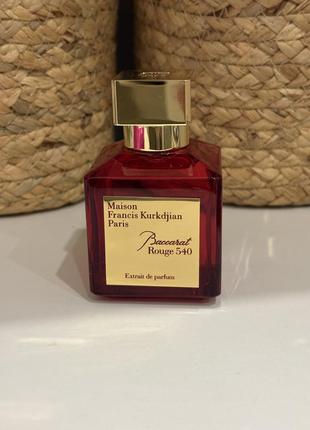 Maison
Francis Kurkdjian
Paris
Baccarat
Rouge 540
Extrait de parfum